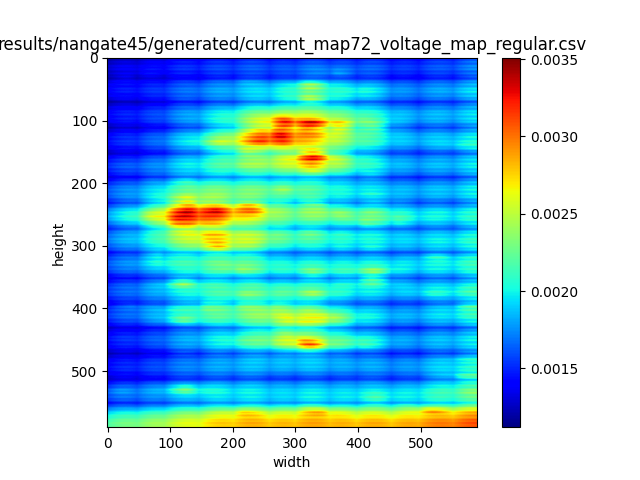 results/nangate45/generated/current_map72_voltage_map_regular.csv
0
100
200
300
400
500
height
0 100 200 300 400 500
width
0.0035
0.0030
0.0025
0.0020
0.0015